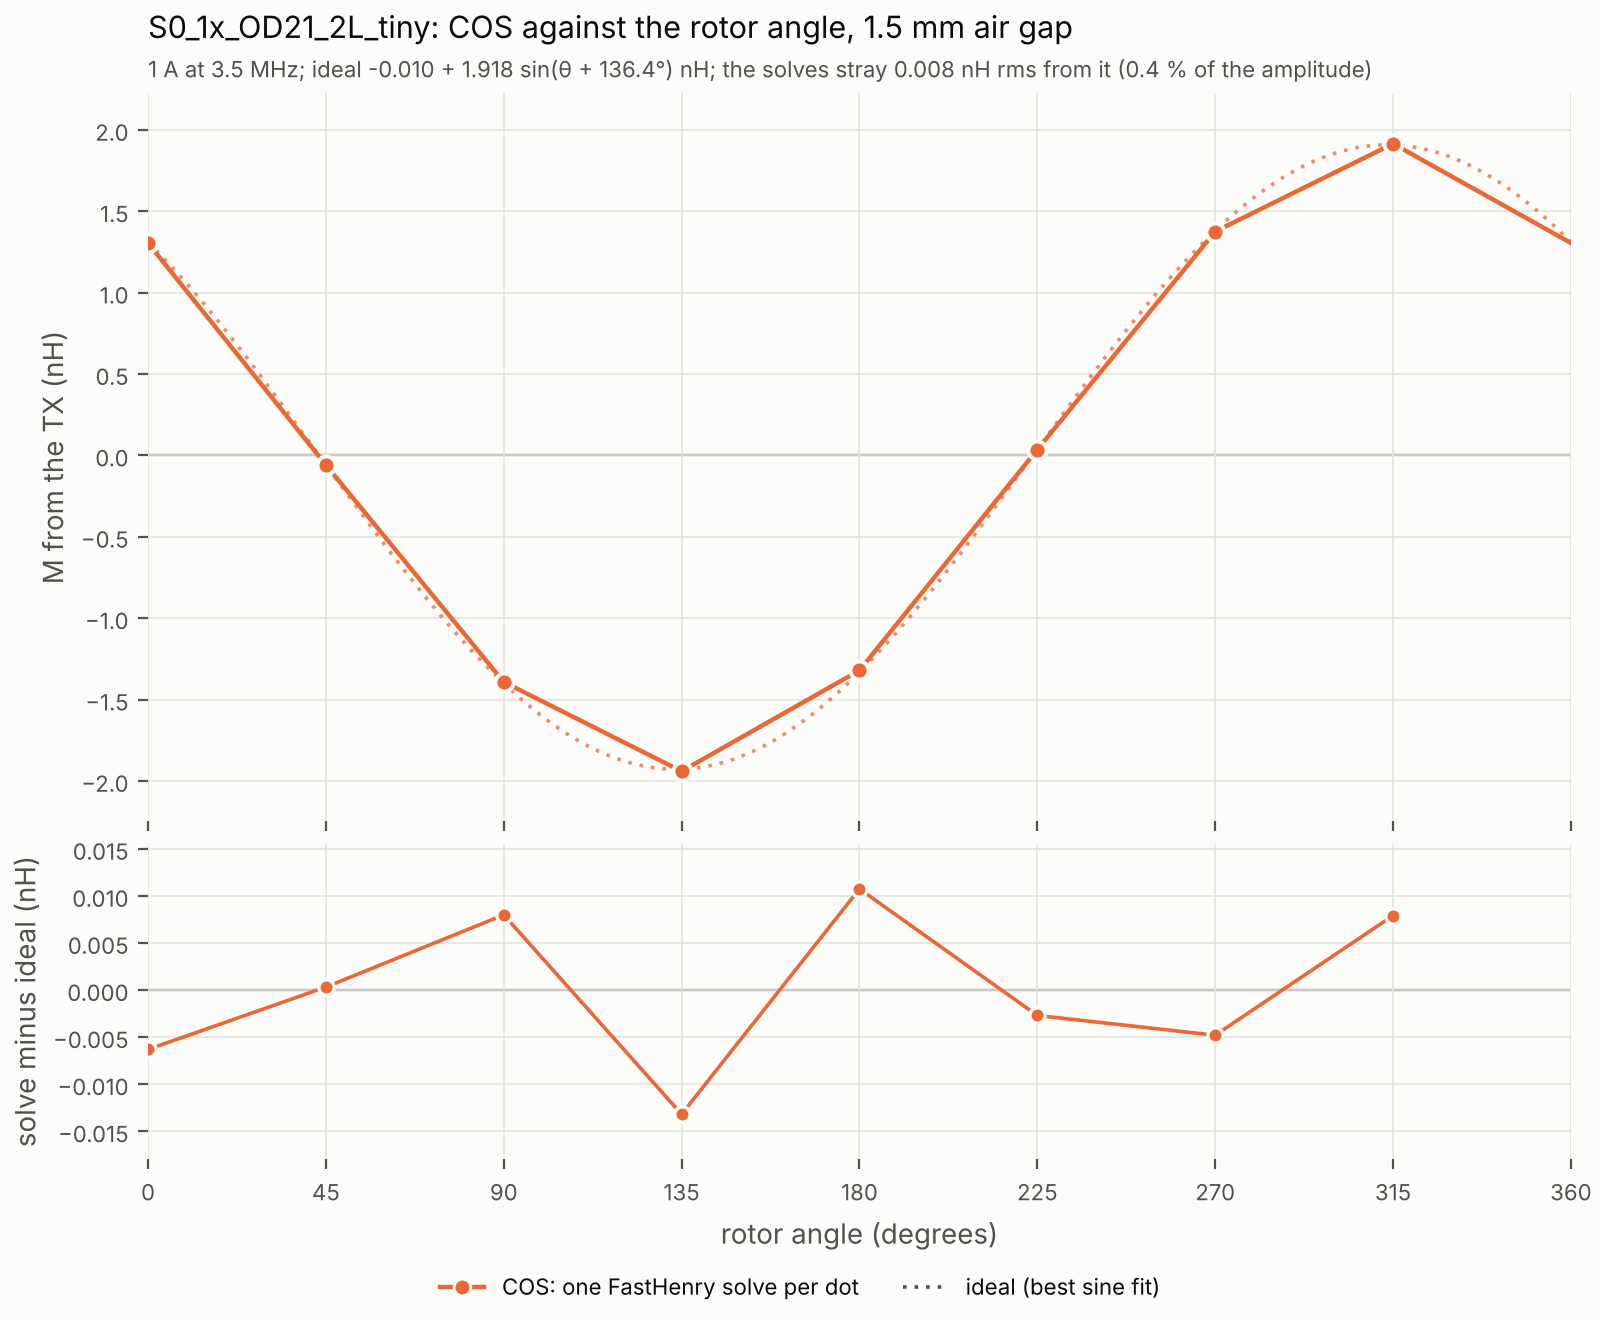 S0_1x_OD21_2L_tiny: COS against the rotor angle, 1.5 mm air gap
1 A at 3.5 MHz; ideal -0.010 + 1.918 sin(θ + 136.4°) nH; the solves stray 0.008 nH rms from it (0.4 % of the amplitude)
M from the TX (nH)
2.0
1.5
1.0
0.5
0.0
−0.5
−1.0
−1.5
−2.0
solve minus ideal (nH)
0.015
0.010
0.005
0.000
−0.005
−0.010
−0.015
0 45 90 135 180 225 270 315 360
rotor angle (degrees)
COS: one FastHenry solve per dot ideal (best sine fit)